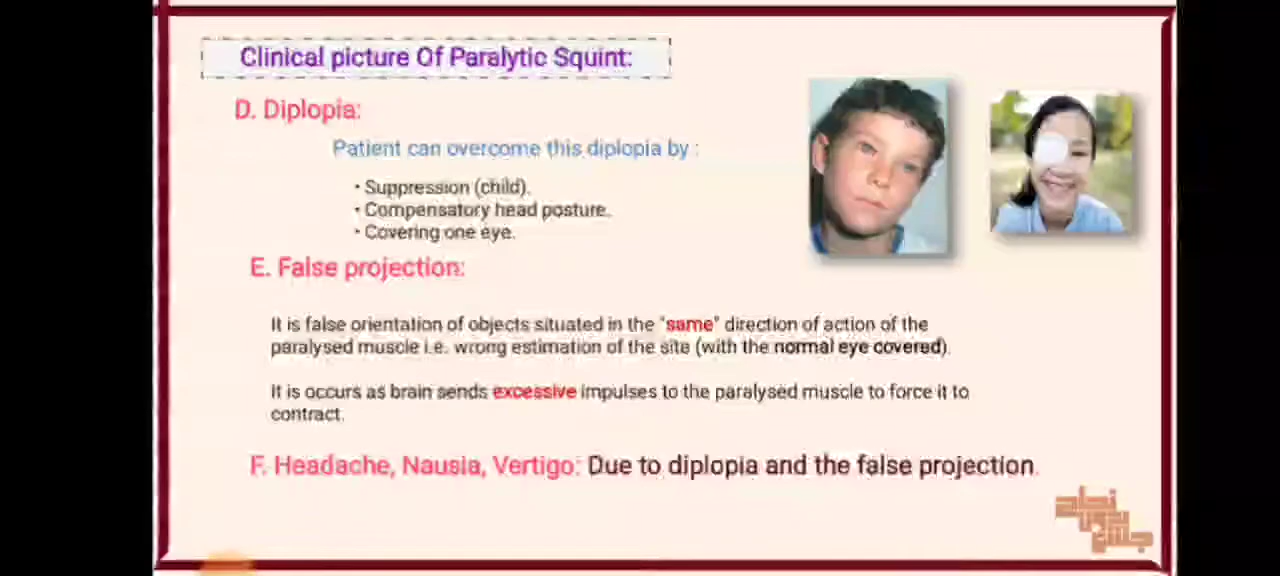 Clinical picture Of Paralytic Squint:
D. Diplopia:
Patient can overcome this diplopia by :
• Suppression (child).
• Compensatory head posture.
• Covering one eye.
E. False projection:
It is false orientation of objects situated in the "same" direction of action of the
paralysed muscle i.e. wrong estimation of the site (with the normal eye covered).
It is occurs as brain sends excessive impulses to the paralysed muscle to force it to
contract.
F. Headache, Nausia, Vertigo: Due to diplopia and the false projection.